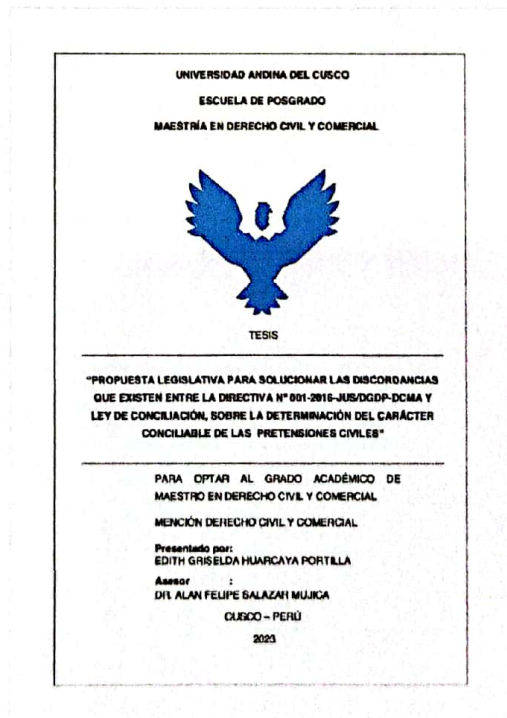 UNIVERSIDAD ANDINA DEL CUSCO
ESCUELA DE POSGRADO
MAESTRÍA EN DERECHO CIVIL Y COMERCIAL
TESIS
"PROPUESTA LEGISLATIVA PARA SOLUCIONAR LAS DISCORDANCIAS
QUE EXISTEN ENTRE LA DIRECTIVA N° 001-2016-JUS/DGDP-DCMA Y
LEY DE CONCILIACIÓN, SOBRE LA DETERMINACIÓN DEL CARÁCTER
CONCILIABLE DE LAS PRETENSIONES CIVILES"
PARA OPTAR AL GRADO ACADÉMICO DE
MAESTRO EN DERECHO CIVIL Y COMERCIAL
MENCIÓN DERECHO CIVIL Y COMERCIAL
Presentado por:
EDITH GRISELDA HUARCAYA PORTILLA
Asesor :
DR. ALAN FELIPE SALAZAR MUJICA
CUSCO – PERÚ
2023